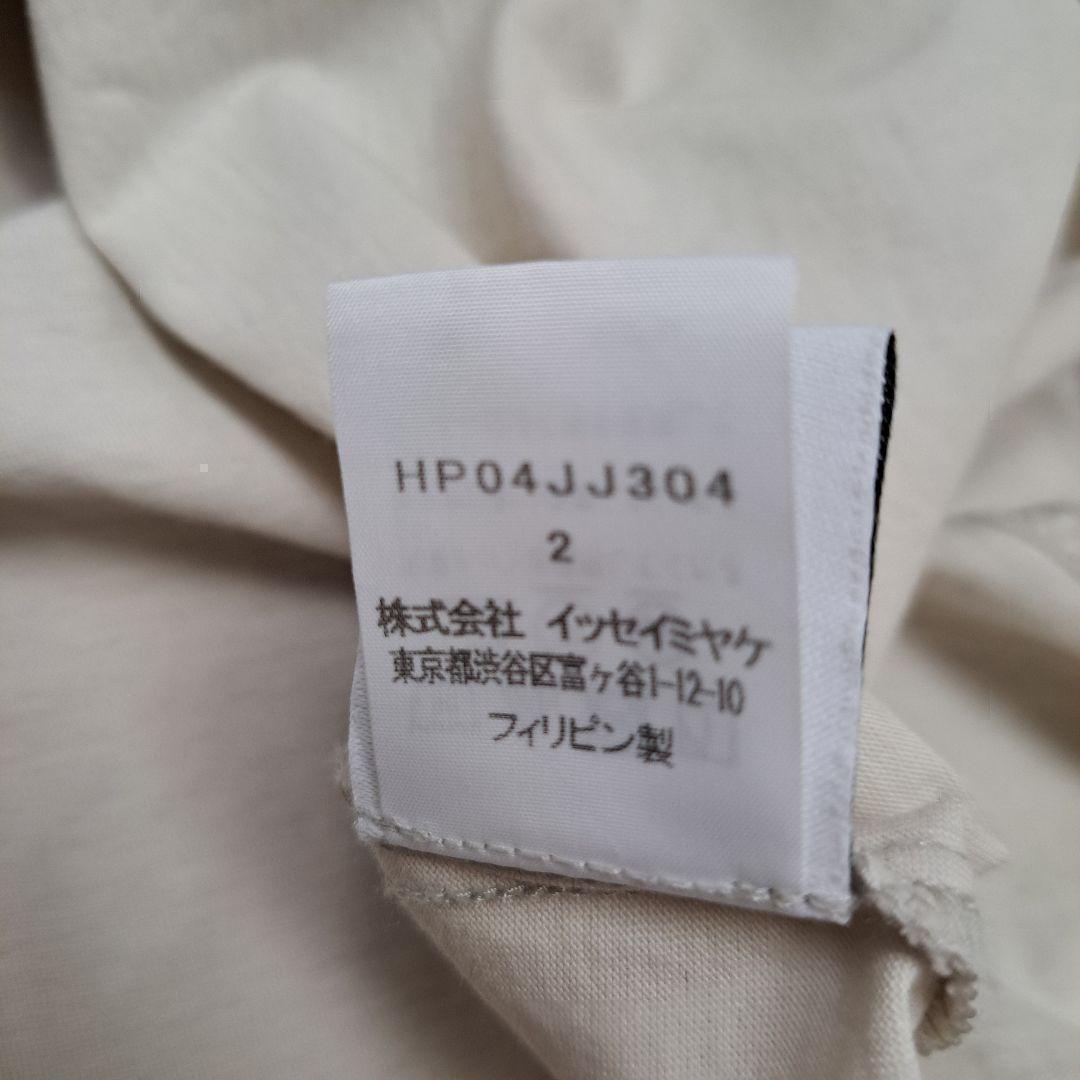 HP04JJ304
2
株式会社 イッセイミヤケ
東京都渋谷区富ヶ谷1-12-10
フィリピン製